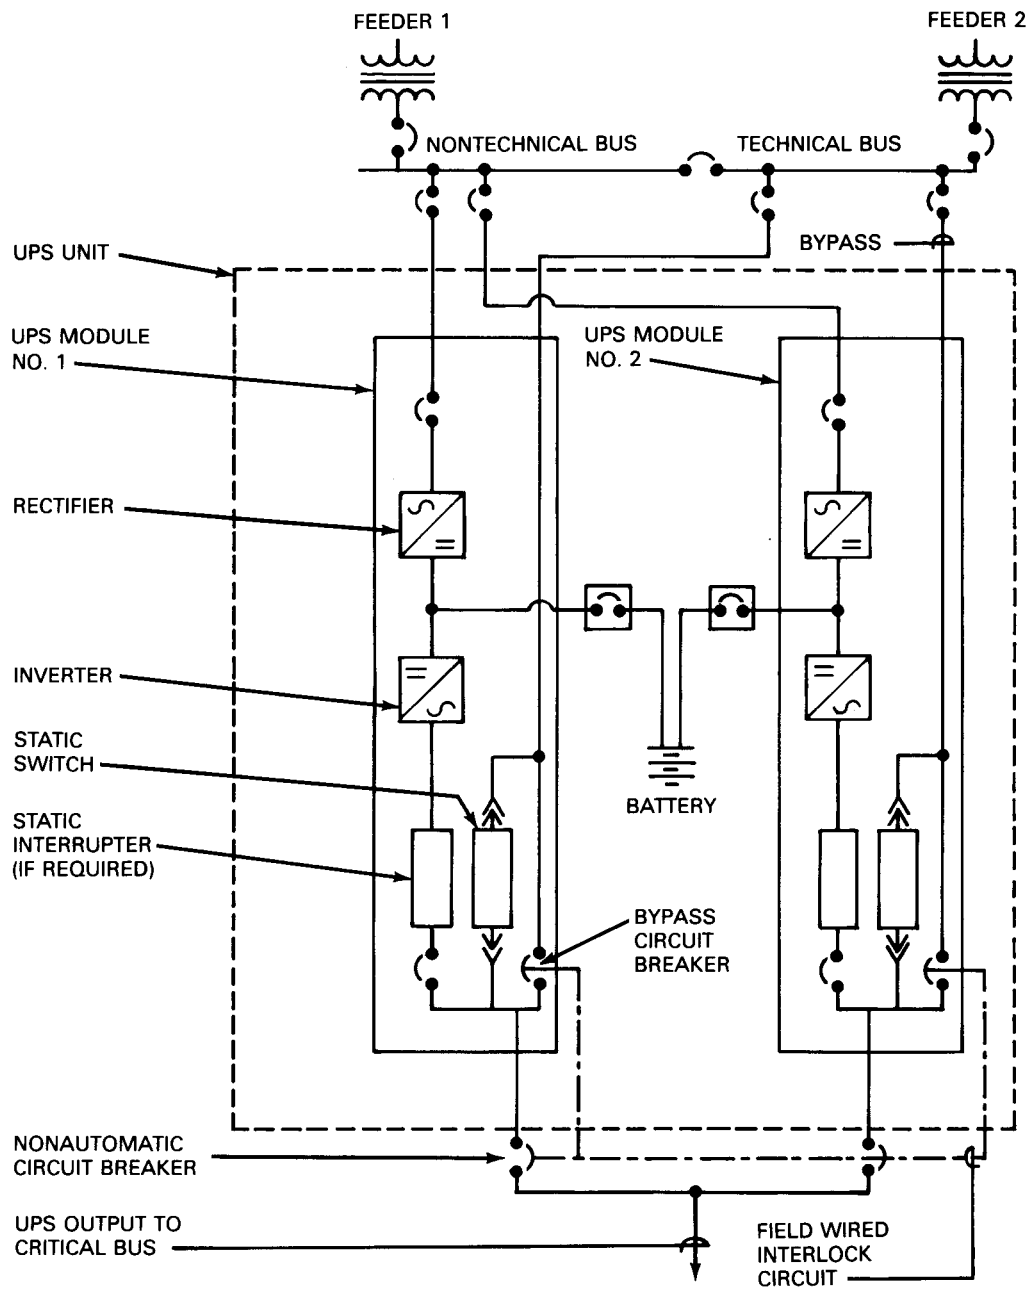 FEEDER 1
FEEDER 2
NONTECHNICAL BUS
TECHNICAL BUS
BYPASS
UPS UNIT
UPS MODULE
NO. 1
UPS MODULE
NO. 2
RECTIFIER
INVERTER
STATIC
SWITCH
BATTERY
STATIC
INTERRUPTER
(IF REQUIRED)
BYPASS
CIRCUIT
BREAKER
NONAUTOMATIC
CIRCUIT BREAKER
UPS OUTPUT TO
CRITICAL BUS
FIELD WIRED
INTERLOCK
CIRCUIT